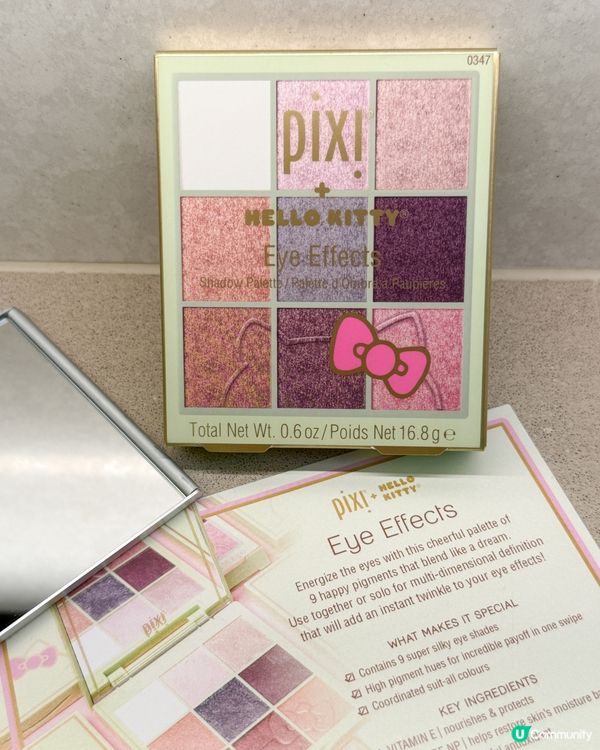 0347
pixi
+
HELLO KITTY®
Eye Effects
Shadow Palette / Palette d'Ombre à Paupières
Total Net Wt. 0.6 oz / Poids Net 16.8g e
pixi + HELLO KITTY
Eye Effects
Energize the eyes with this cheerful palette of
9 happy pigments that blend like a dream.
Use together or solo for multi-dimensional definition
that will add an instant twinkle to your eye effects!
WHAT MAKES IT SPECIAL
Contains 9 super silky eye shades
High pigment hues for incredible payoff in one swipe
Coordinated suit-all colours
KEY INGREDIENTS
VITAMIN E | nourishes & protects
helps restore skin's moisture
pixi
U Community